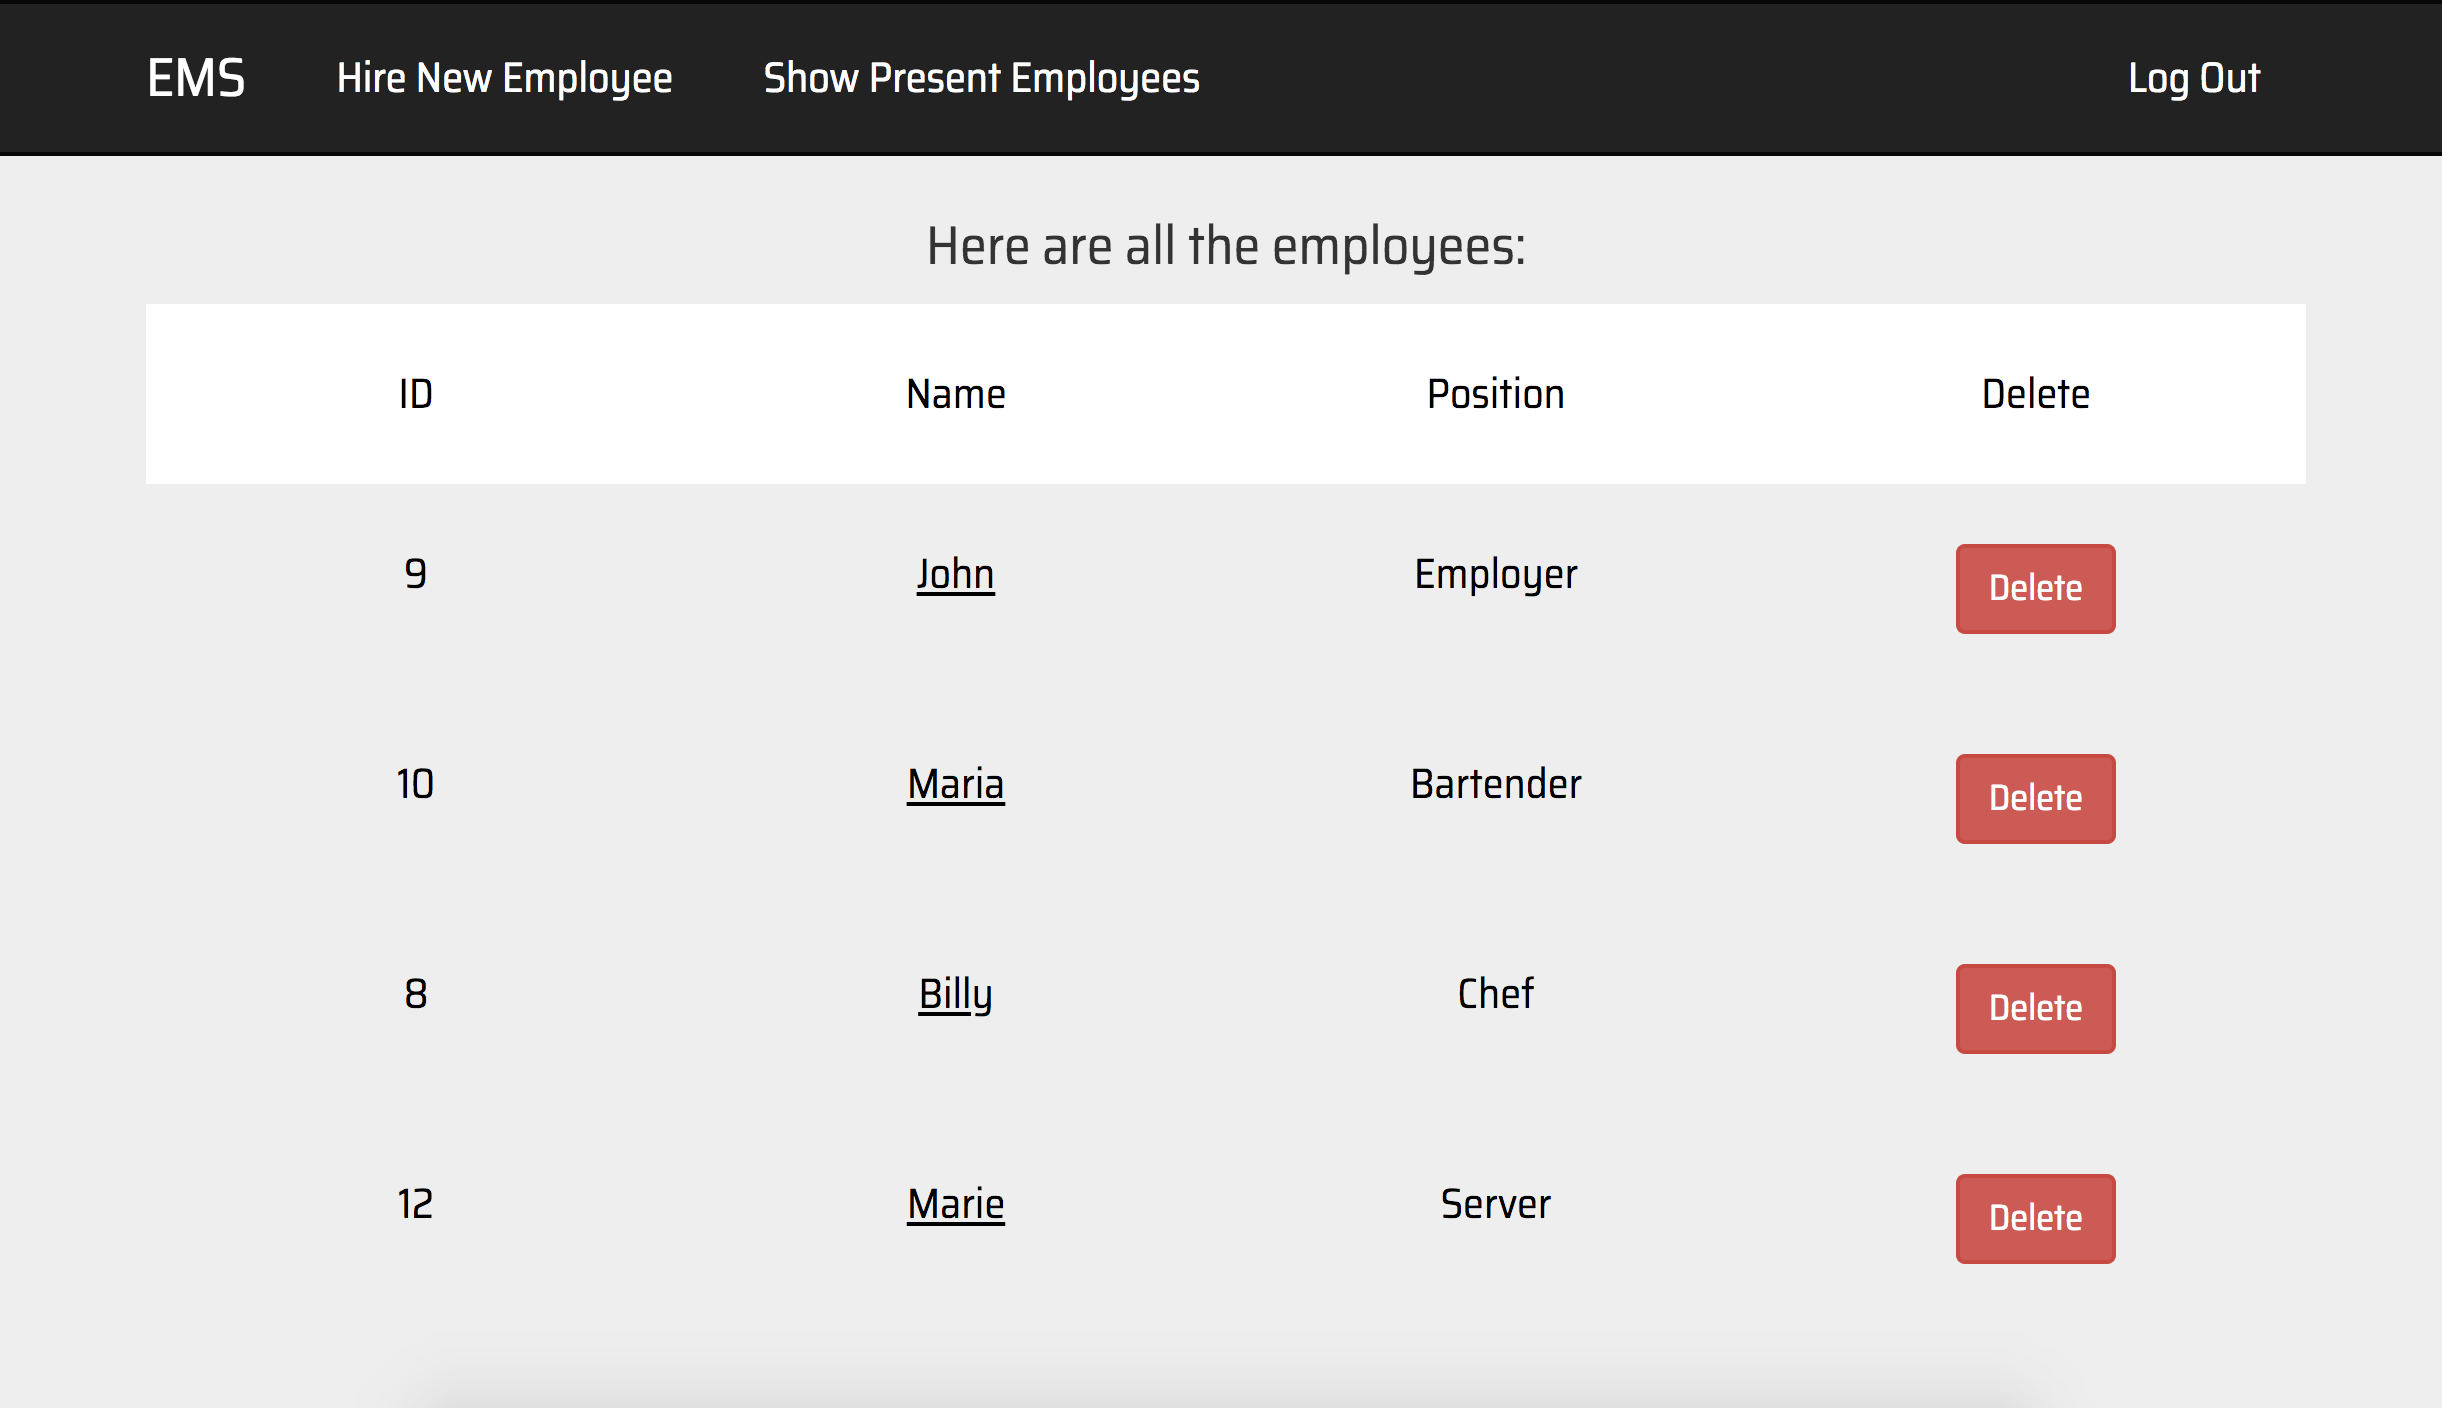 EMS Hire New Employee Show Present Employees Log Out
Here are all the employees:
ID Name Position Delete
9 John Employer Delete
10 Maria Bartender Delete
8 Billy Chef Delete
12 Marie Server Delete